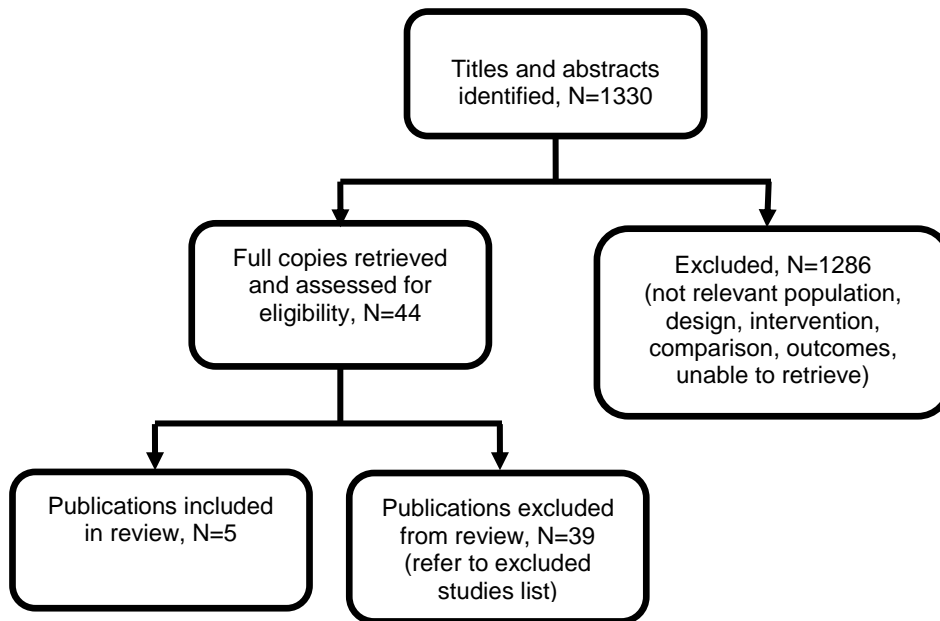 Titles and abstracts
identified, N=1330
Full copies retrieved
and assessed for
eligibility, N=44
Excluded, N=1286
(not relevant population,
design, intervention,
comparison, outcomes,
unable to retrieve)
Publications included
in review, N=5
Publications excluded
from review, N=39
(refer to excluded
studies list)